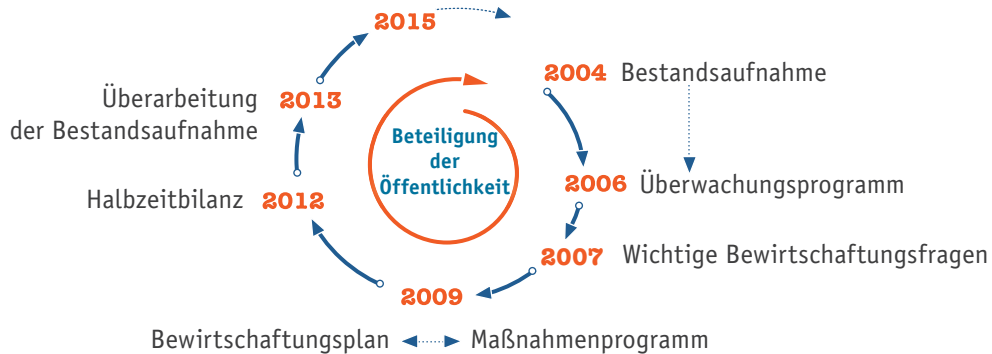 2015
2004 Bestandsaufnahme
Überarbeitung
der Bestandsaufnahme
2013
Beteiligung
der
Öffentlichkeit
2006 Überwachungsprogramm
Halbzeitbilanz 2012
2007 Wichtige Bewirtschaftungsfragen
2009
Bewirtschaftungsplan Maßnahmenprogramm